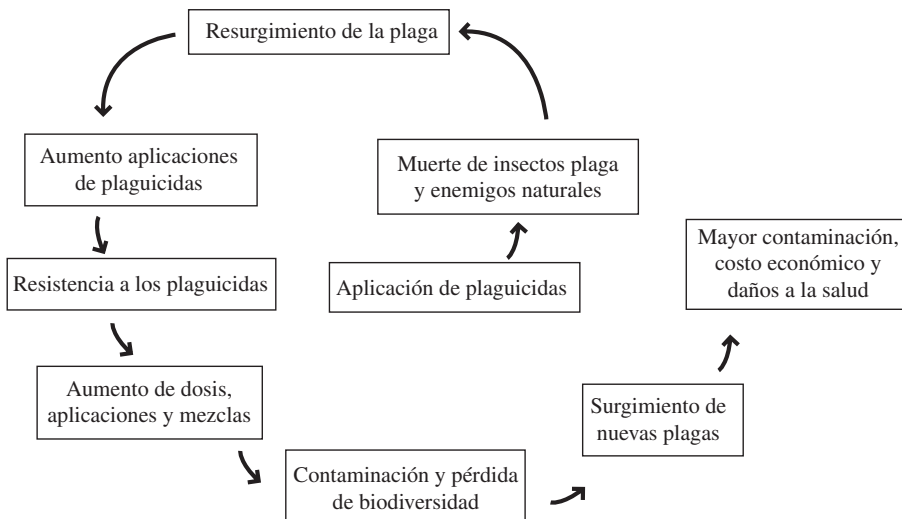 Resurgimiento de la plaga
Aumento aplicaciones
de plaguicidas
Muerte de insectos plaga
y enemigos naturales
Mayor contaminación,
costo económico y
daños a la salud
Resistencia a los plaguicidas
Aplicación de plaguicidas
Aumento de dosis,
aplicaciones y mezclas
Surgimiento de
nuevas plagas
Contaminación y pérdida
de biodiversidad